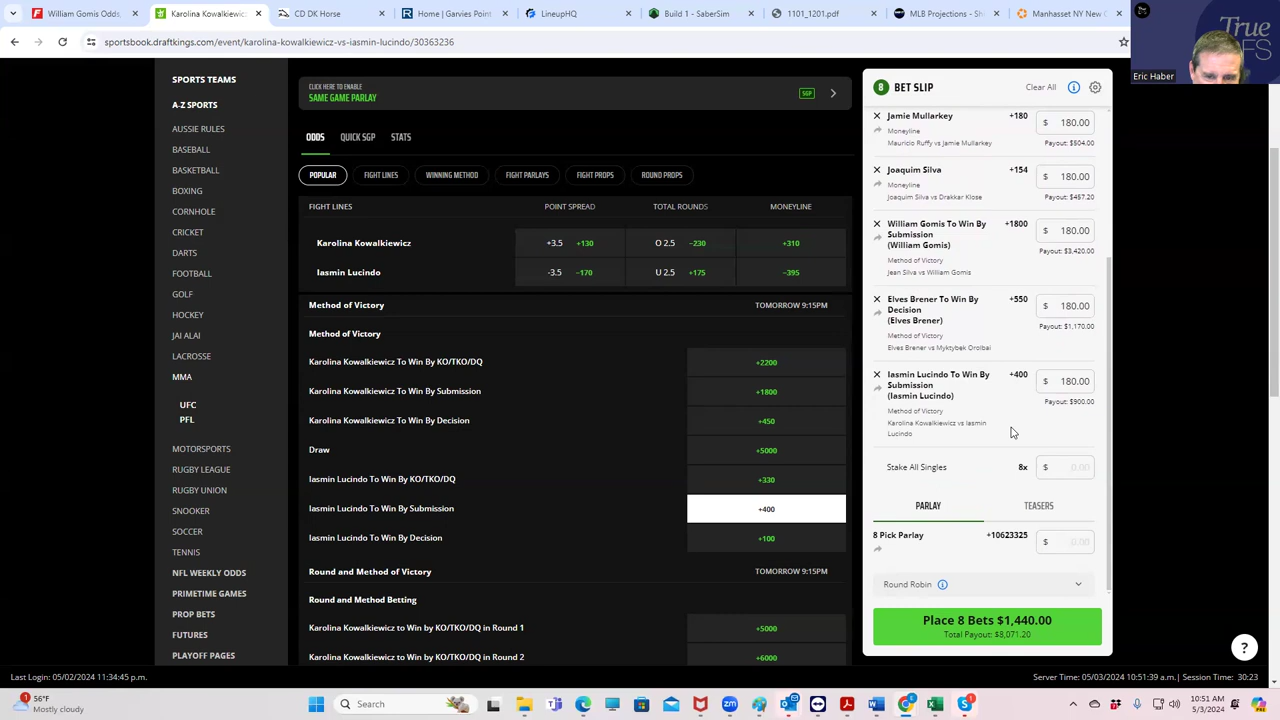 William Gomis Odds
Karolina Kowalkiewicz
CD DK Horse
Home | Garvies Point
LineupHQ
Build 1 - SaberSim
1101_1201.pdf
MLB Projections - S
Manhasset NY New C
sportsbook.draftkings.com/event/karolina-kowalkiewicz-vs-iasmin-lucindo/30363236
True
FS
Eric Haber
SPORTS TEAMS
A-Z SPORTS
AUSSIE RULES
BASEBALL
BASKETBALL
BOXING
CORNHOLE
CRICKET
DARTS
FOOTBALL
GOLF
HOCKEY
JAI ALAI
LACROSSE
MMA
UFC
PFL
MOTORSPORTS
RUGBY LEAGUE
RUGBY UNION
SNOOKER
SOCCER
TENNIS
NFL WEEKLY ODDS
PRIMETIME GAMES
PROP BETS
FUTURES
PLAYOFF PAGES
CLICK HERE TO ENABLE
SAME GAME PARLAY
SGP
ODDS QUICK SGP STATS
POPULAR FIGHT LINES WINNING METHOD FIGHT PARLAYS FIGHT PROPS ROUND PROPS
FIGHT LINES POINT SPREAD TOTAL ROUNDS MONEYLINE
Karolina Kowalkiewicz +3.5 +130 O 2.5 −230 +310
Iasmin Lucindo -3.5 −170 U 2.5 +175 −395
Method of Victory TOMORROW 9:15PM
Method of Victory
Karolina Kowalkiewicz To Win By KO/TKO/DQ +2200
Karolina Kowalkiewicz To Win By Submission +1800
Karolina Kowalkiewicz To Win By Decision +450
Draw +5000
Iasmin Lucindo To Win By KO/TKO/DQ +330
Iasmin Lucindo To Win By Submission +400
Iasmin Lucindo To Win By Decision +100
Round and Method of Victory TOMORROW 9:15PM
Round and Method Betting
Karolina Kowalkiewicz to Win by KO/TKO/DQ in Round 1 +5000
Karolina Kowalkiewicz to Win by KO/TKO/DQ in Round 2 +6000
8 BET SLIP Clear All
Jamie Mullarkey +180 $ 180.00
Moneyline
Mauricio Ruffy vs Jamie Mullarkey Payout: $504.00
Joaquim Silva +154 $ 180.00
Moneyline
Joaquim Silva vs Drakkar Klose Payout: $457.20
William Gomis To Win By +1800 $ 180.00
Submission
(William Gomis) Payout: $3,420.00
Method of Victory
Jean Silva vs William Gomis
Elves Brener To Win By +550 $ 180.00
Decision
(Elves Brener) Payout: $1,170.00
Method of Victory
Elves Brener vs Myktybek Orolbai
Iasmin Lucindo To Win By +400 $ 180.00
Submission
(Iasmin Lucindo) Payout: $900.00
Method of Victory
Karolina Kowalkiewicz vs Iasmin
Lucindo
Stake All Singles 8x $ 0.00
PARLAY TEASERS
8 Pick Parlay +10623325 $ 0.00
Round Robin
Place 8 Bets $1,440.00
Total Payout: $8,071.20
?
Last Login: 05/02/2024 11:34:45 p.m.
Server Time: 05/03/2024 10:51:39 a.m.| Session Time: 30:23
1
56°F
Mostly cloudy
Search
1
10:51 AM
5/3/2024